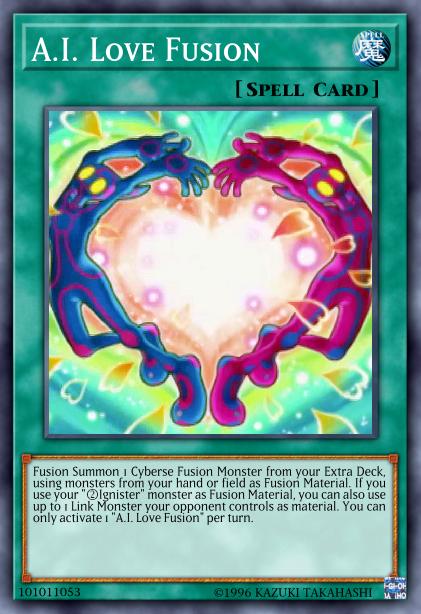 A.I. Love Fusion
SPELL
魔
[Spell Card]
Fusion Summon 1 Cyberse Fusion Monster from your Extra Deck,
using monsters from your hand or field as Fusion Material. If you
use your "②Ignister" monster as Fusion Material, you can also use
up to 1 Link Monster your opponent controls as material. You can
only activate 1 "A.I. Love Fusion" per turn.
101011053
©1996 KAZUKI TAKAHASHI